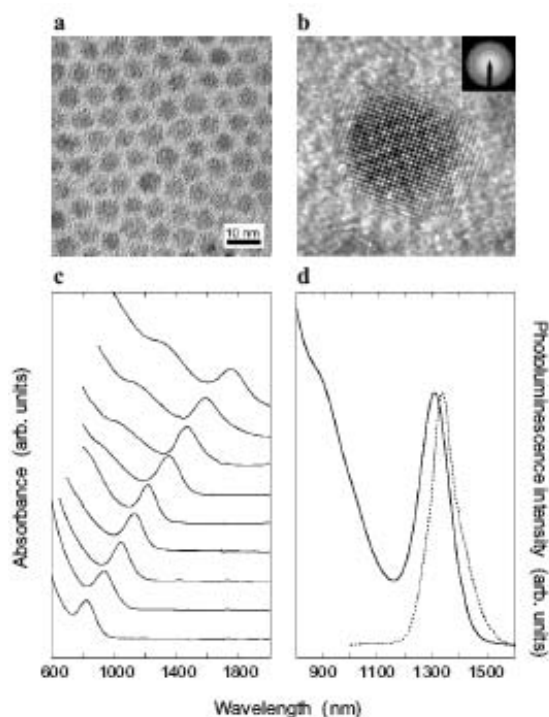 a
b
10 nm
c
d
Absorbance (arb. units)
Photoluminescence intensity (arb. units)
600 1000 1400 1800
900 1100 1300 1500
Wavelength (nm)